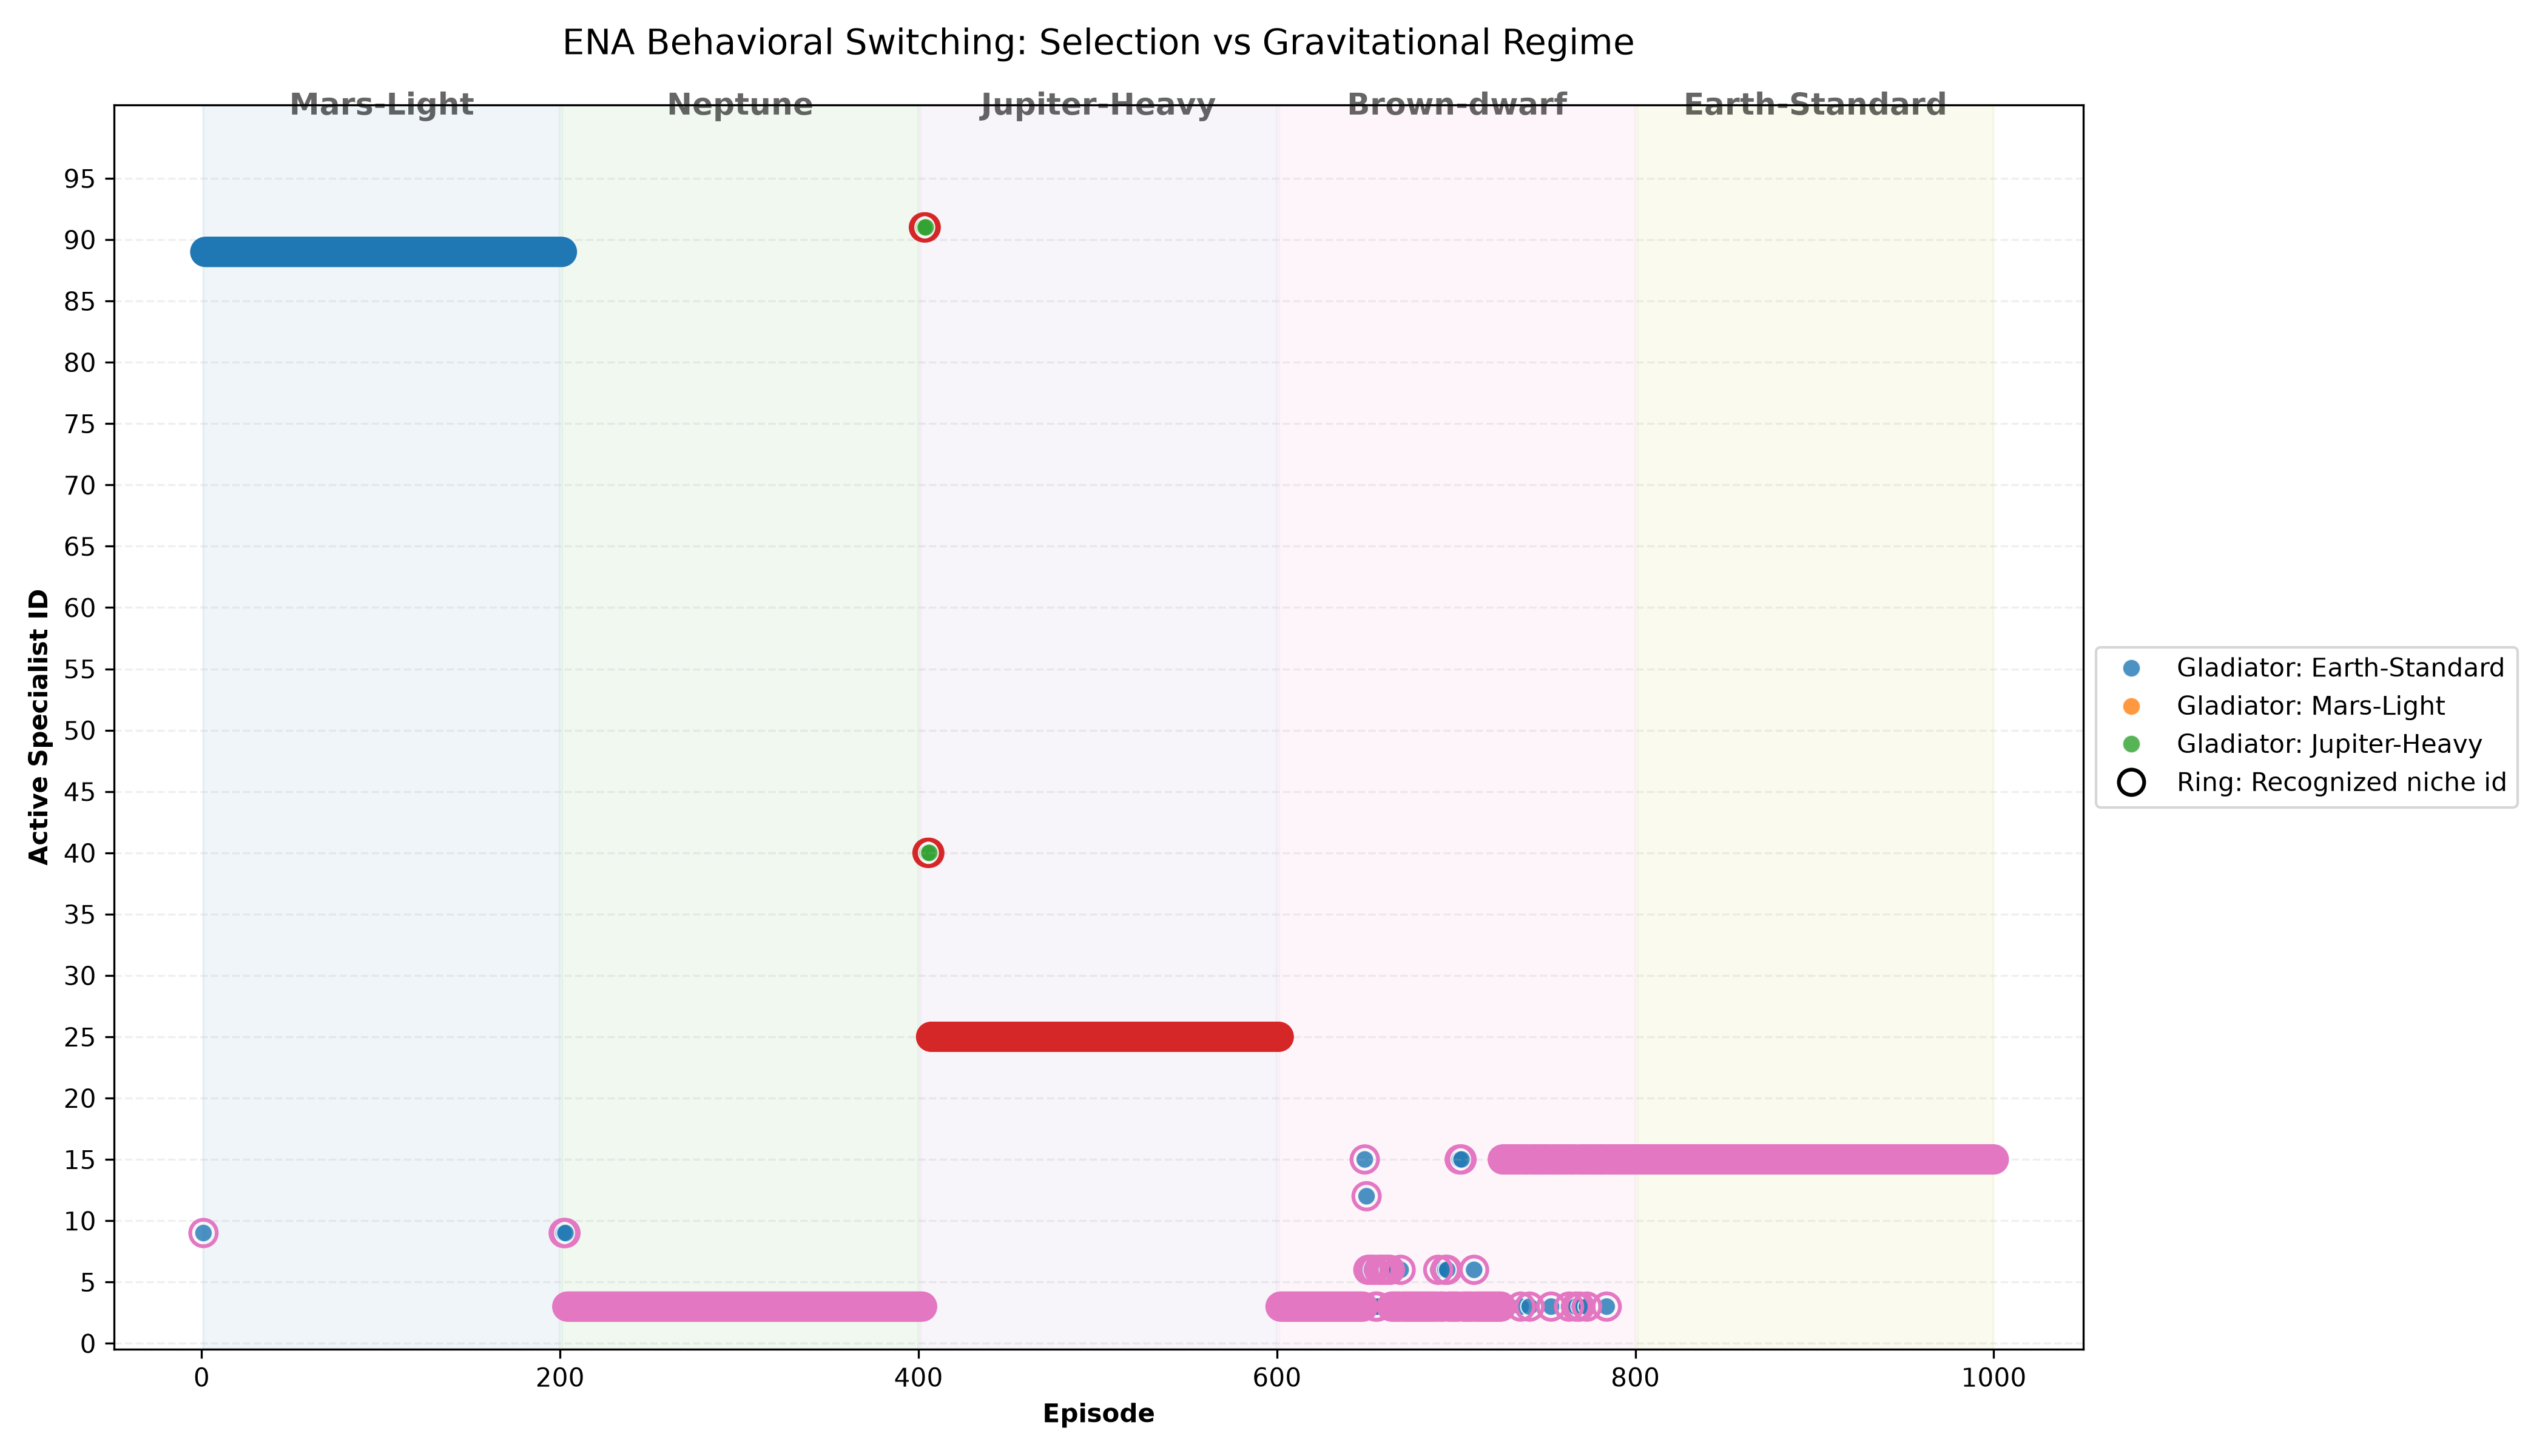 ENA Behavioral Switching: Selection vs Gravitational Regime
Mars-Light Neptune Jupiter-Heavy Brown-dwarf Earth-Standard
95
90
85
80
75
70
65
60
55
50
45
40
35
30
25
20
15
10
5
0
Active Specialist ID
0 200 400 600 800 1000
Episode
Gladiator: Earth-Standard
Gladiator: Mars-Light
Gladiator: Jupiter-Heavy
Ring: Recognized niche id